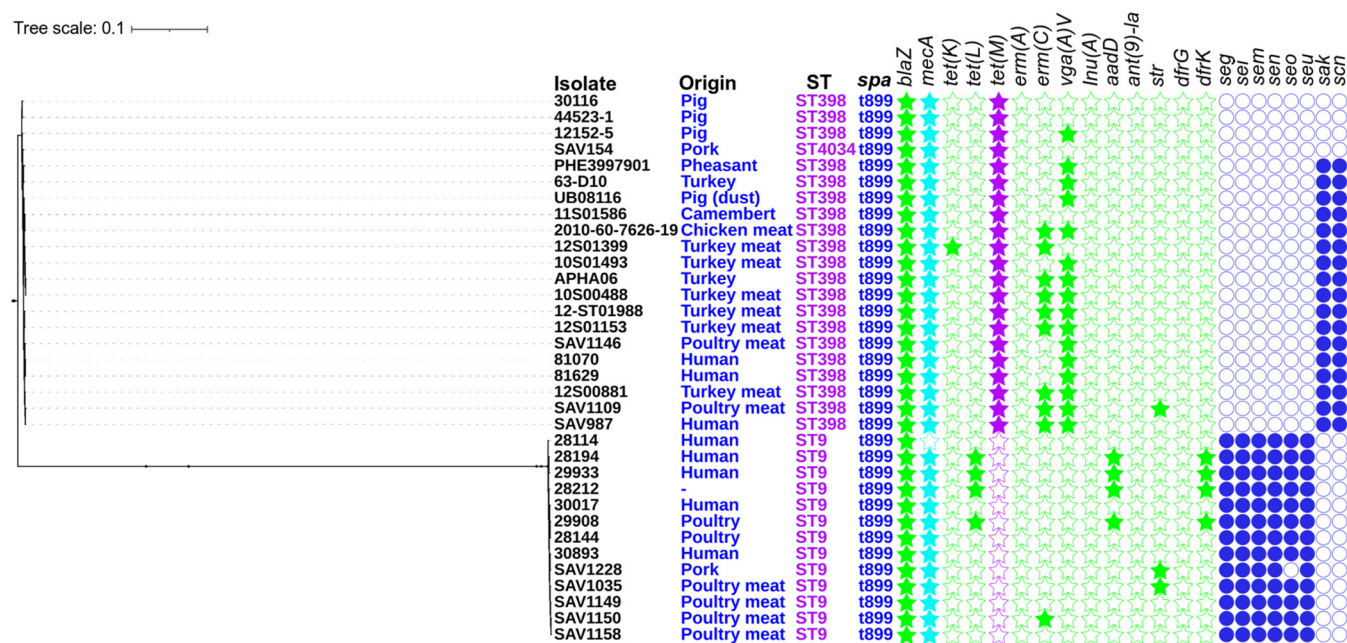 Tree scale: 0.1
blaZ mecA tet(K) tet(L) tet(M) erm(A) erm(C) vga(A)V lnu(A) aadD ant(9)-Ia str dfrG dfrK seg sei sem sen seo seu sak scn
Isolate Origin ST spa
30116 Pig ST398 t899
44523-1 Pig ST398 t899
12152-5 Pig ST398 t899
SAV154 Pork ST4034 t899
PHE3997901 Pheasant ST398 t899
63-D10 Turkey ST398 t899
UB08116 Pig (dust) ST398 t899
11S01586 Camembert ST398 t899
2010-60-7626-19 Chicken meat ST398 t899
12S01399 Turkey meat ST398 t899
10S01493 Turkey meat ST398 t899
APHA06 Turkey ST398 t899
10S00488 Turkey meat ST398 t899
12-ST01988 Turkey meat ST398 t899
12S01153 Turkey meat ST398 t899
SAV1146 Poultry meat ST398 t899
81070 Human ST398 t899
81629 Human ST398 t899
12S00881 Turkey meat ST398 t899
SAV1109 Poultry meat ST398 t899
SAV987 Human ST398 t899
28114 Human ST9 t899
28194 Human ST9 t899
29933 Human ST9 t899
28212 - ST9 t899
30017 Human ST9 t899
29908 Poultry ST9 t899
28144 Poultry ST9 t899
30893 Human ST9 t899
SAV1228 Pork ST9 t899
SAV1035 Poultry meat ST9 t899
SAV1149 Poultry meat ST9 t899
SAV1150 Poultry meat ST9 t899
SAV1158 Poultry meat ST9 t899